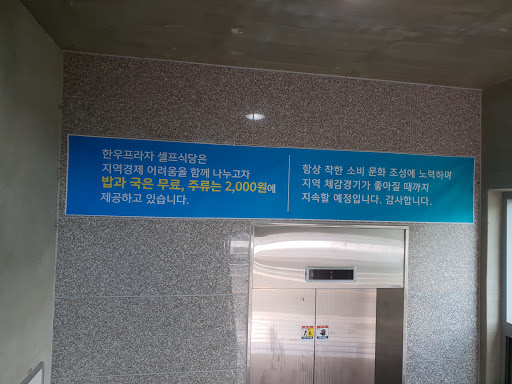 한우프라자 셀프식당은
지역경제 어려움을 함께 나누고자
밥과 국은 무료, 주류는 2,000원에
제공하고 있습니다.
항상 착한 소비 문화 조성에 노력하며
지역 체감경기가 좋아질 때까지
지속할 예정입니다. 감사합니다.